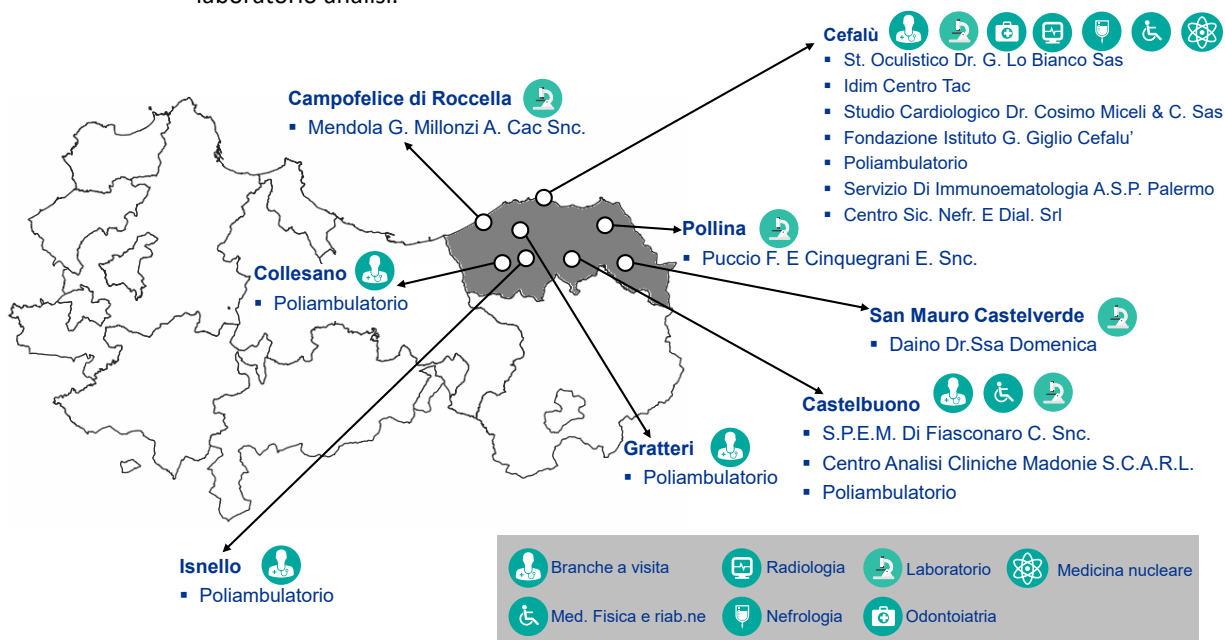 laboratorio analisi.
Cefalù
▪ St. Oculistico Dr. G. Lo Bianco Sas
▪ Idim Centro Tac
▪ Studio Cardiologico Dr. Cosimo Miceli & C. Sas
▪ Fondazione Istituto G. Giglio Cefalu’
▪ Poliambulatorio
▪ Servizio Di Immunoematologia A.S.P. Palermo
▪ Centro Sic. Nefr. E Dial. Srl
Campofelice di Roccella
▪ Mendola G. Millonzi A. Cac Snc.
Pollina
▪ Puccio F. E Cinquegrani E. Snc.
Collesano
▪ Poliambulatorio
San Mauro Castelverde
▪ Daino Dr.Ssa Domenica
Castelbuono
▪ S.P.E.M. Di Fiasconaro C. Snc.
▪ Centro Analisi Cliniche Madonie S.C.A.R.L.
▪ Poliambulatorio
Gratteri
▪ Poliambulatorio
Isnello
▪ Poliambulatorio
Branche a visita
Radiologia
Laboratorio
Medicina nucleare
Med. Fisica e riab.ne
Nefrologia
Odontoiatria